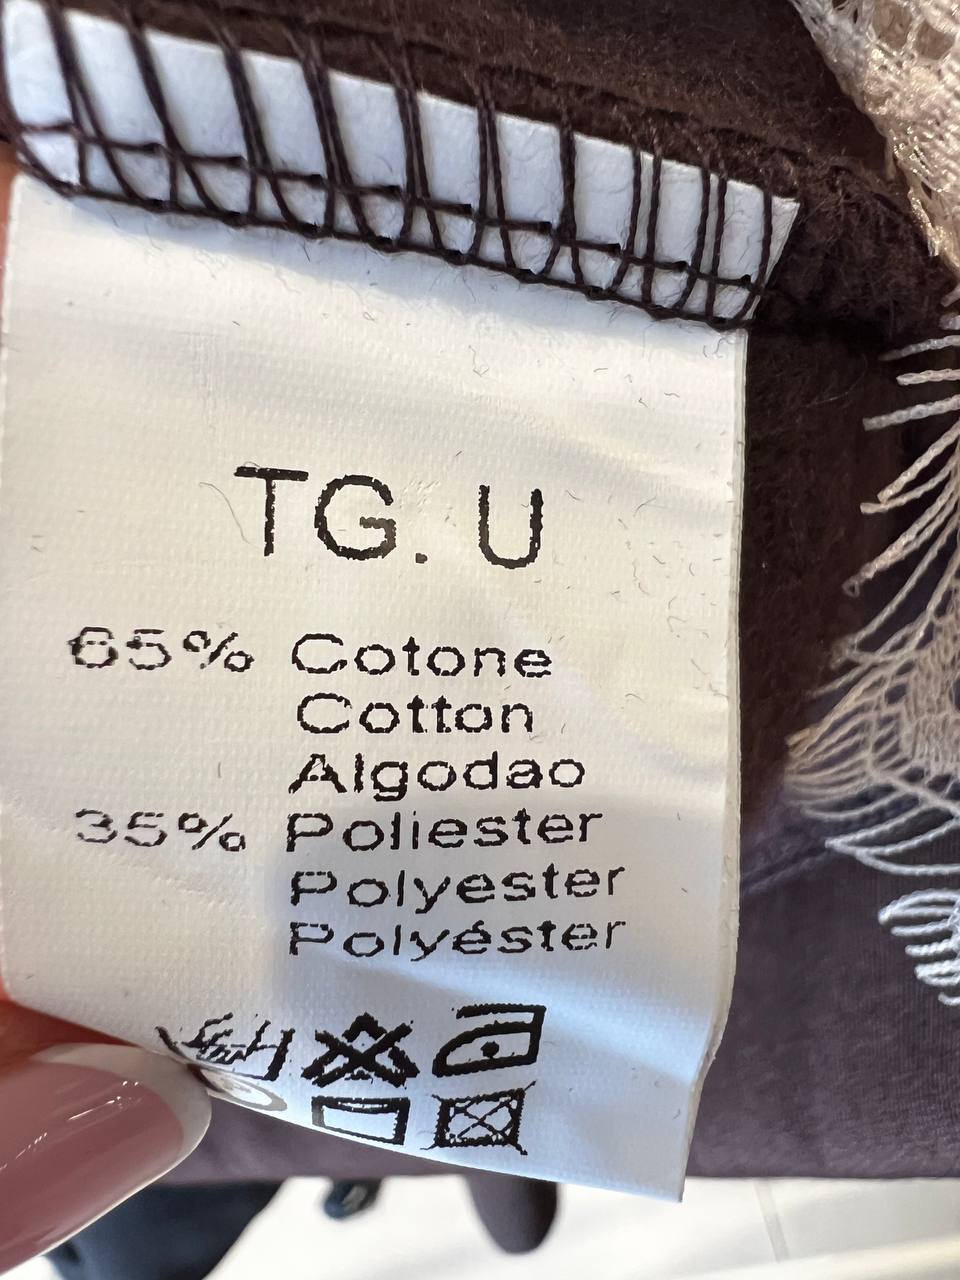 TG. U
65% Cotone
Cotton
Algodao
35% Poliester
Polyester
Polyéster